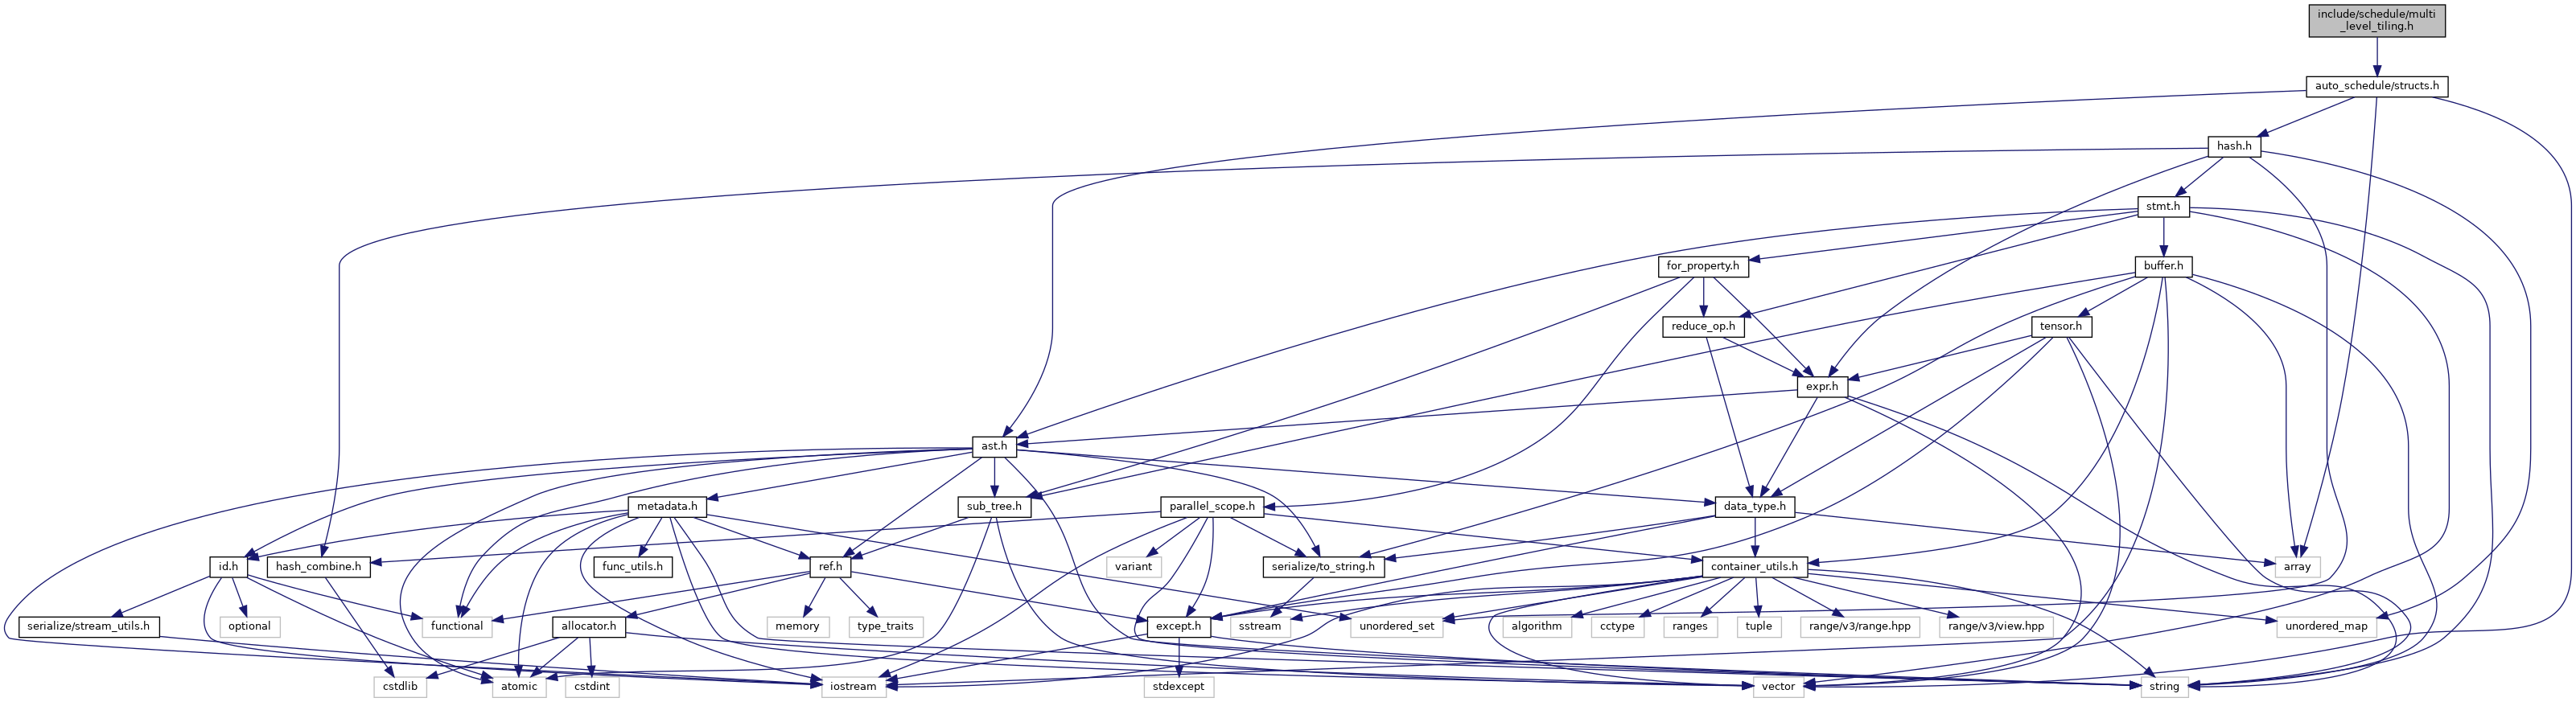 include/schedule/multi
_level_tiling.h
auto_schedule/structs.h
hash.h
stmt.h
for_property.h
buffer.h
reduce_op.h
tensor.h
expr.h
ast.h
metadata.h
sub_tree.h
parallel_scope.h
data_type.h
id.h
hash_combine.h
func_utils.h
ref.h
variant
serialize/to_string.h
container_utils.h
array
serialize/stream_utils.h
optional
functional
allocator.h
memory
type_traits
except.h
sstream
unordered_set
algorithm
cctype
ranges
tuple
range/v3/range.hpp
range/v3/view.hpp
unordered_map
cstdlib
atomic
cstdint
iostream
stdexcept
vector
string